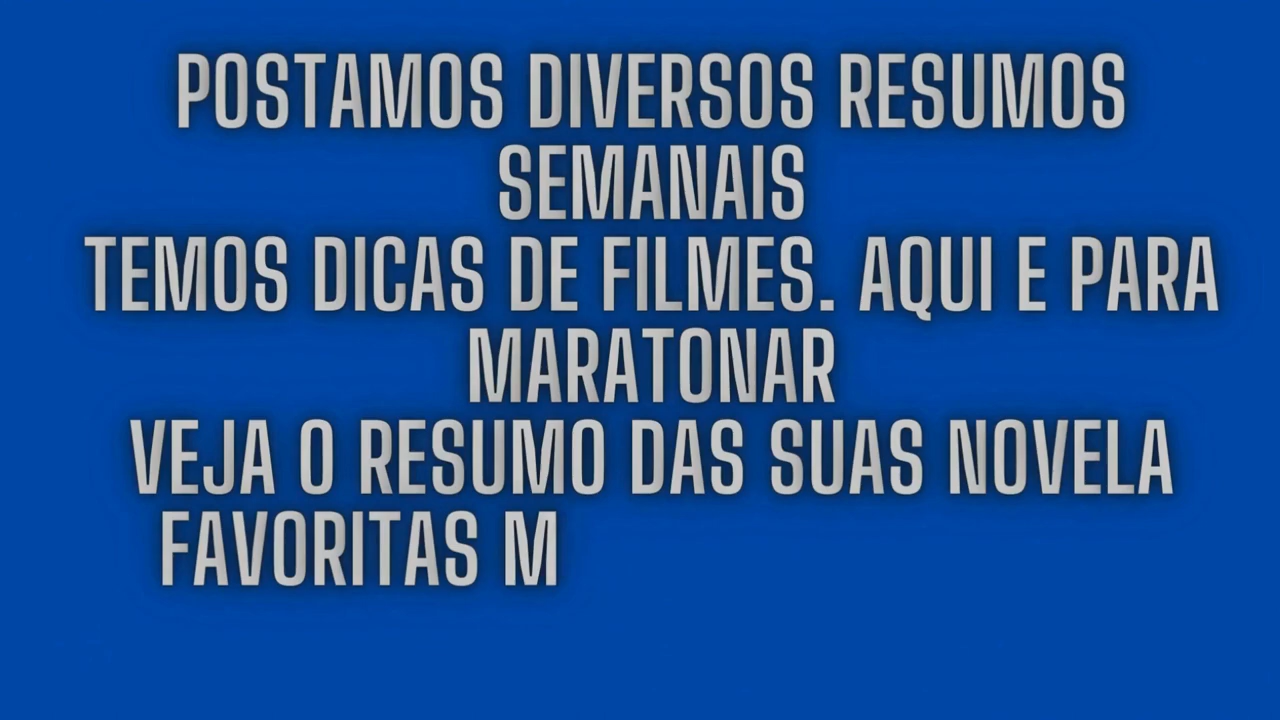 POSTAMOS DIVERSOS RESUMOS
SEMANAIS
TEMOS DICAS DE FILMES. AQUI E PARA
MARATONAR
VEJA O RESUMO DAS SUAS NOVELA
FAVORITAS M